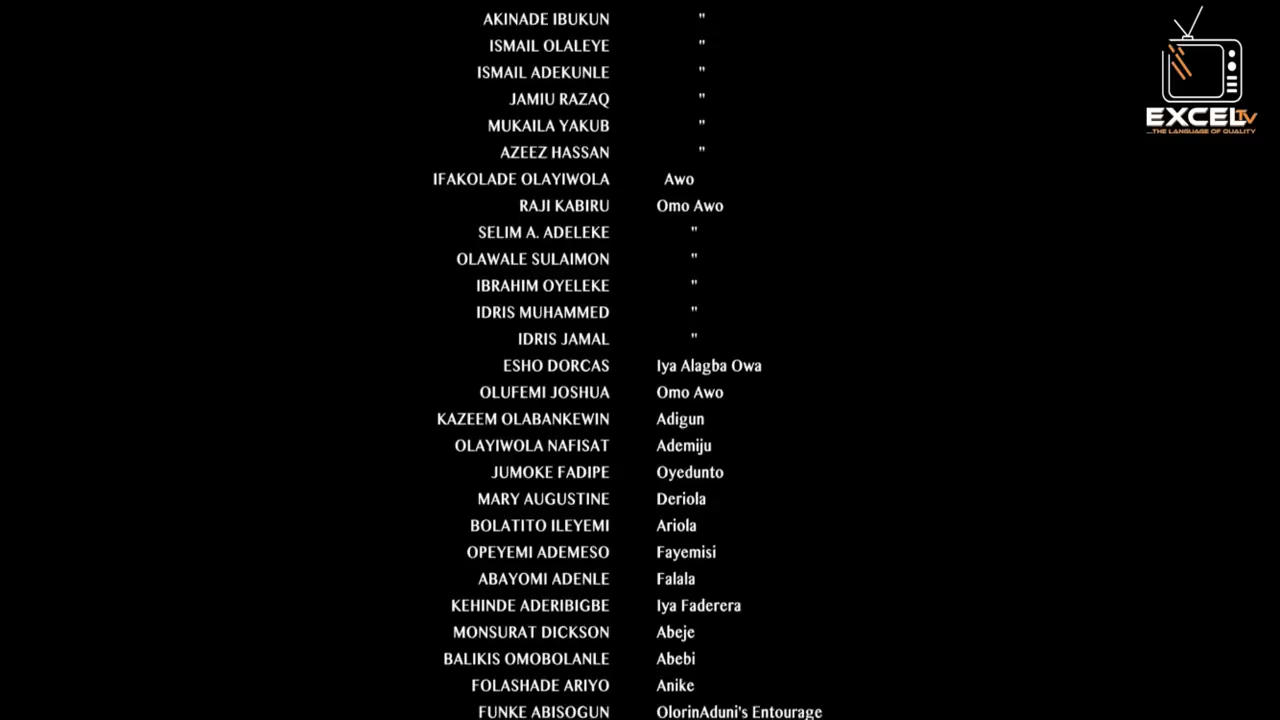 AKINADE IBUKUN "
ISMAIL OLALEYE "
ISMAIL ADEKUNLE "
JAMIU RAZAQ "
MUKAILA YAKUB "
AZEEZ HASSAN "
IFAKOLADE OLAYIWOLA Awo
RAJI KABIRU Omo Awo
SELIM A. ADELEKE "
OLAWALE SULAIMON "
IBRAHIM OYELEKE "
IDRIS MUHAMMED "
IDRIS JAMAL "
ESHO DORCAS Iya Alagba Owa
OLUFEMI JOSHUA Omo Awo
KAZEEM OLABANKEWIN Adigun
OLAYIWOLA NAFISAT Ademiju
JUMOKE FADIPE Oyedunto
MARY AUGUSTINE Deriola
BOLATITO ILEYEMI Ariola
OPEYEMI ADEMESO Fayemisi
ABAYOMI ADENLE Falala
KEHINDE ADERIBIGBE Iya Faderera
MONSURAT DICKSON Abeje
BALIKIS OMOBOLANLE Abebi
FOLASHADE ARIYO Anike
FUNKE ABISOGUN OlorinAduni's Entourage
EXCEL TV
...THE LANGUAGE OF QUALITY